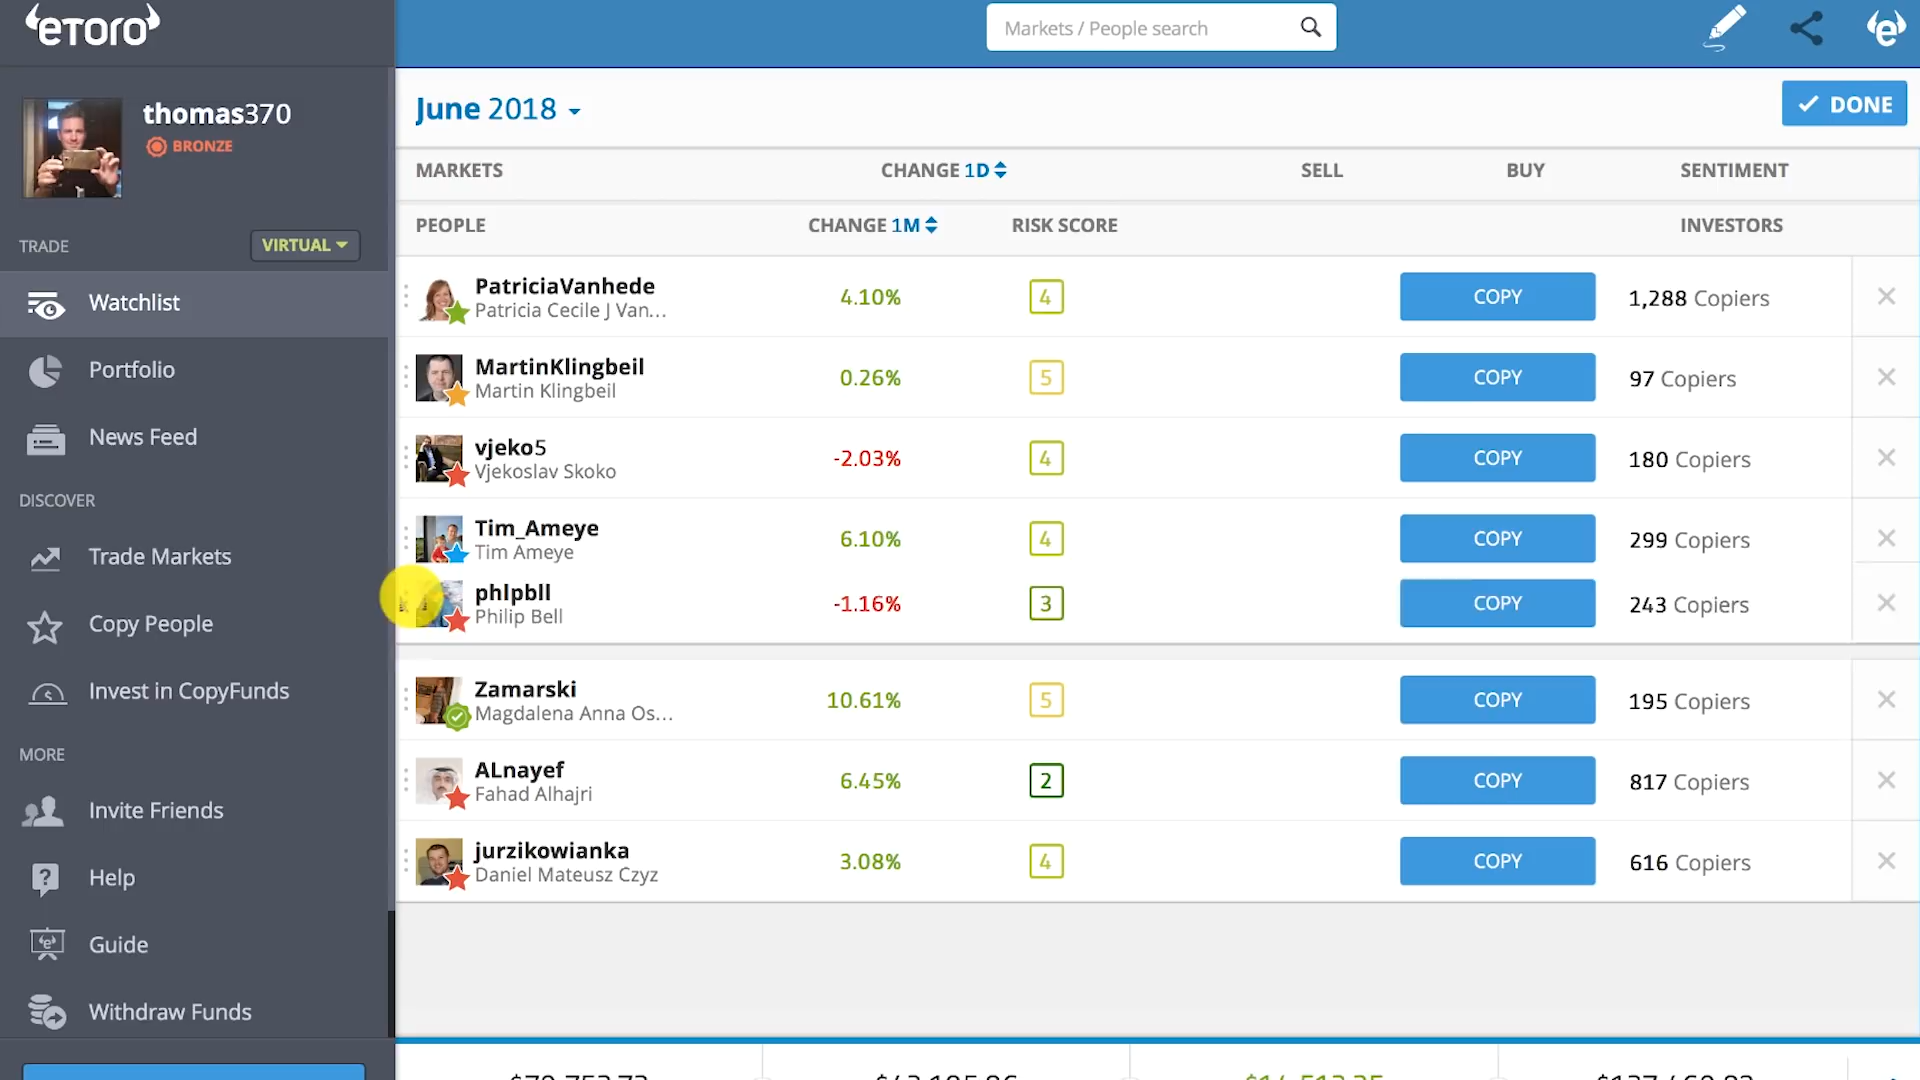 eToro
Markets / People search
thomas370
BRONZE
June 2018
DONE
MARKETS CHANGE 1D SELL BUY SENTIMENT
TRADE VIRTUAL
PEOPLE CHANGE 1M RISK SCORE INVESTORS
Watchlist
Portfolio
News Feed
DISCOVER
Trade Markets
Copy People
Invest in CopyFunds
MORE
Invite Friends
Help
Guide
Withdraw Funds
PatriciaVanhede
Patricia Cecile J Van...
4.10% 4 COPY 1,288 Copiers
MartinKlingbeil
Martin Klingbeil
0.26% 5 COPY 97 Copiers
vjeko5
Vjekoslav Skoko
-2.03% 4 COPY 180 Copiers
Tim_Ameye
Tim Ameye
6.10% 4 COPY 299 Copiers
phlpbll
Philip Bell
-1.16% 3 COPY 243 Copiers
Zamarski
Magdalena Anna Os...
10.61% 5 COPY 195 Copiers
ALnayef
Fahad Alhajri
6.45% 2 COPY 817 Copiers
jurzikowianka
Daniel Mateusz Czyz
3.08% 4 COPY 616 Copiers